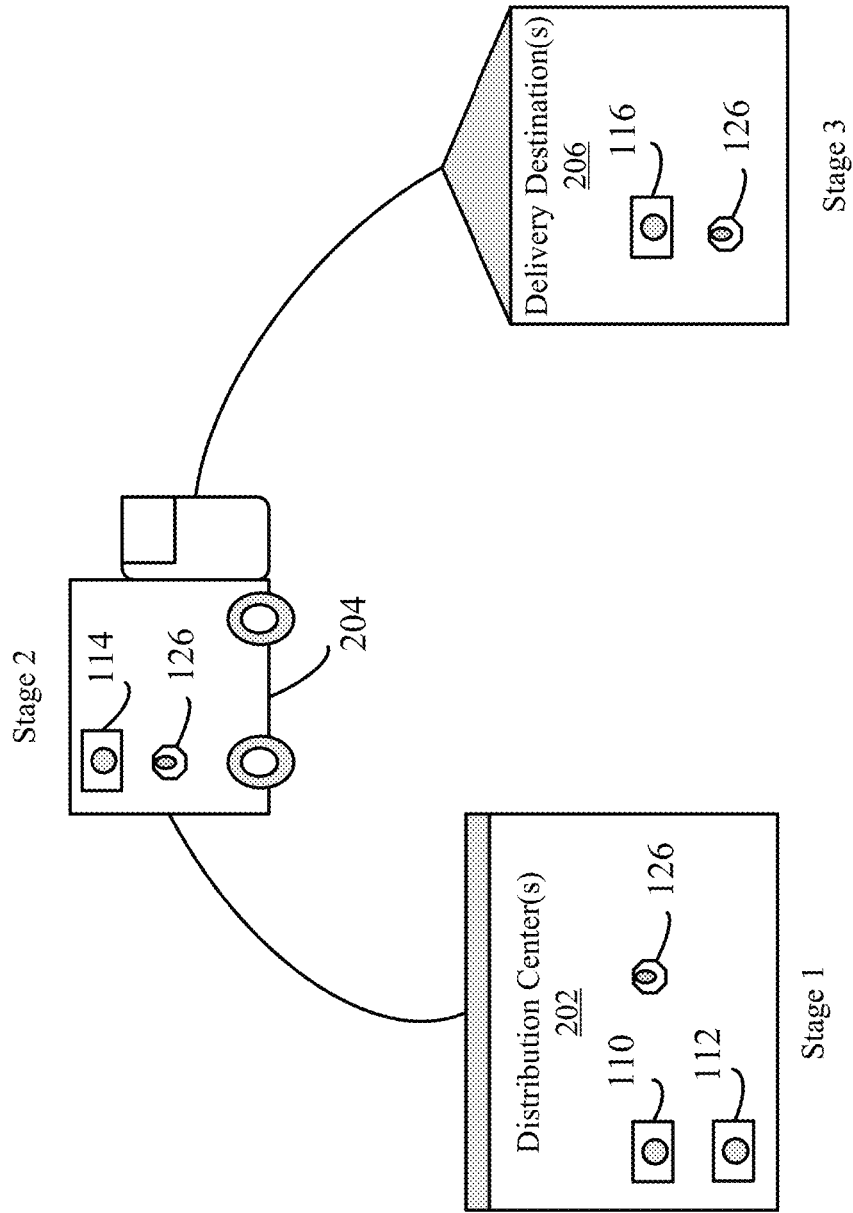 Stage 2
114
126
204
Distribution Center(s)
202
110
126
112
Stage 1
Delivery Destination(s)
206
116
126
Stage 3